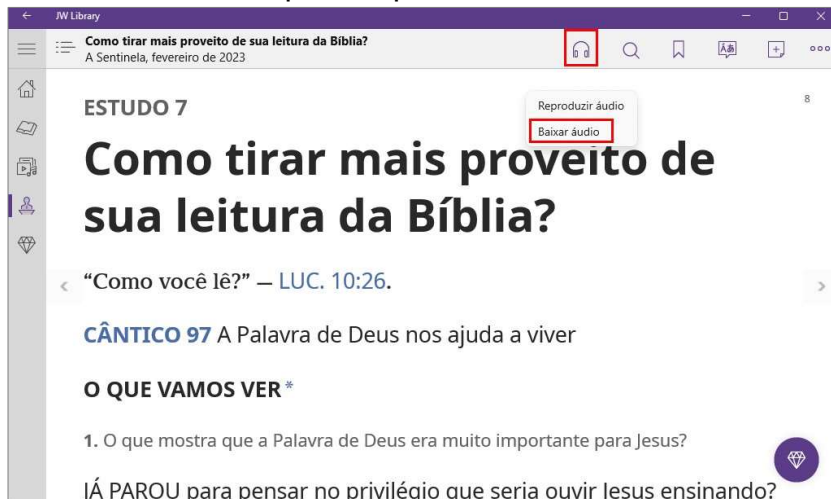 JW Library
Como tirar mais proveito de sua leitura da Bíblia?
A Sentinela, fevereiro de 2023
Reproduzir áudio
Baixar áudio
8
ESTUDO 7
Como tirar mais proveito de
sua leitura da Bíblia?
“Como você lê?” — LUC. 10:26.
CÂNTICO 97 A Palavra de Deus nos ajuda a viver
O QUE VAMOS VER *
1. O que mostra que a Palavra de Deus era muito importante para Jesus?
JÁ PAROU para pensar no privilégio que seria ouvir Jesus ensinando?